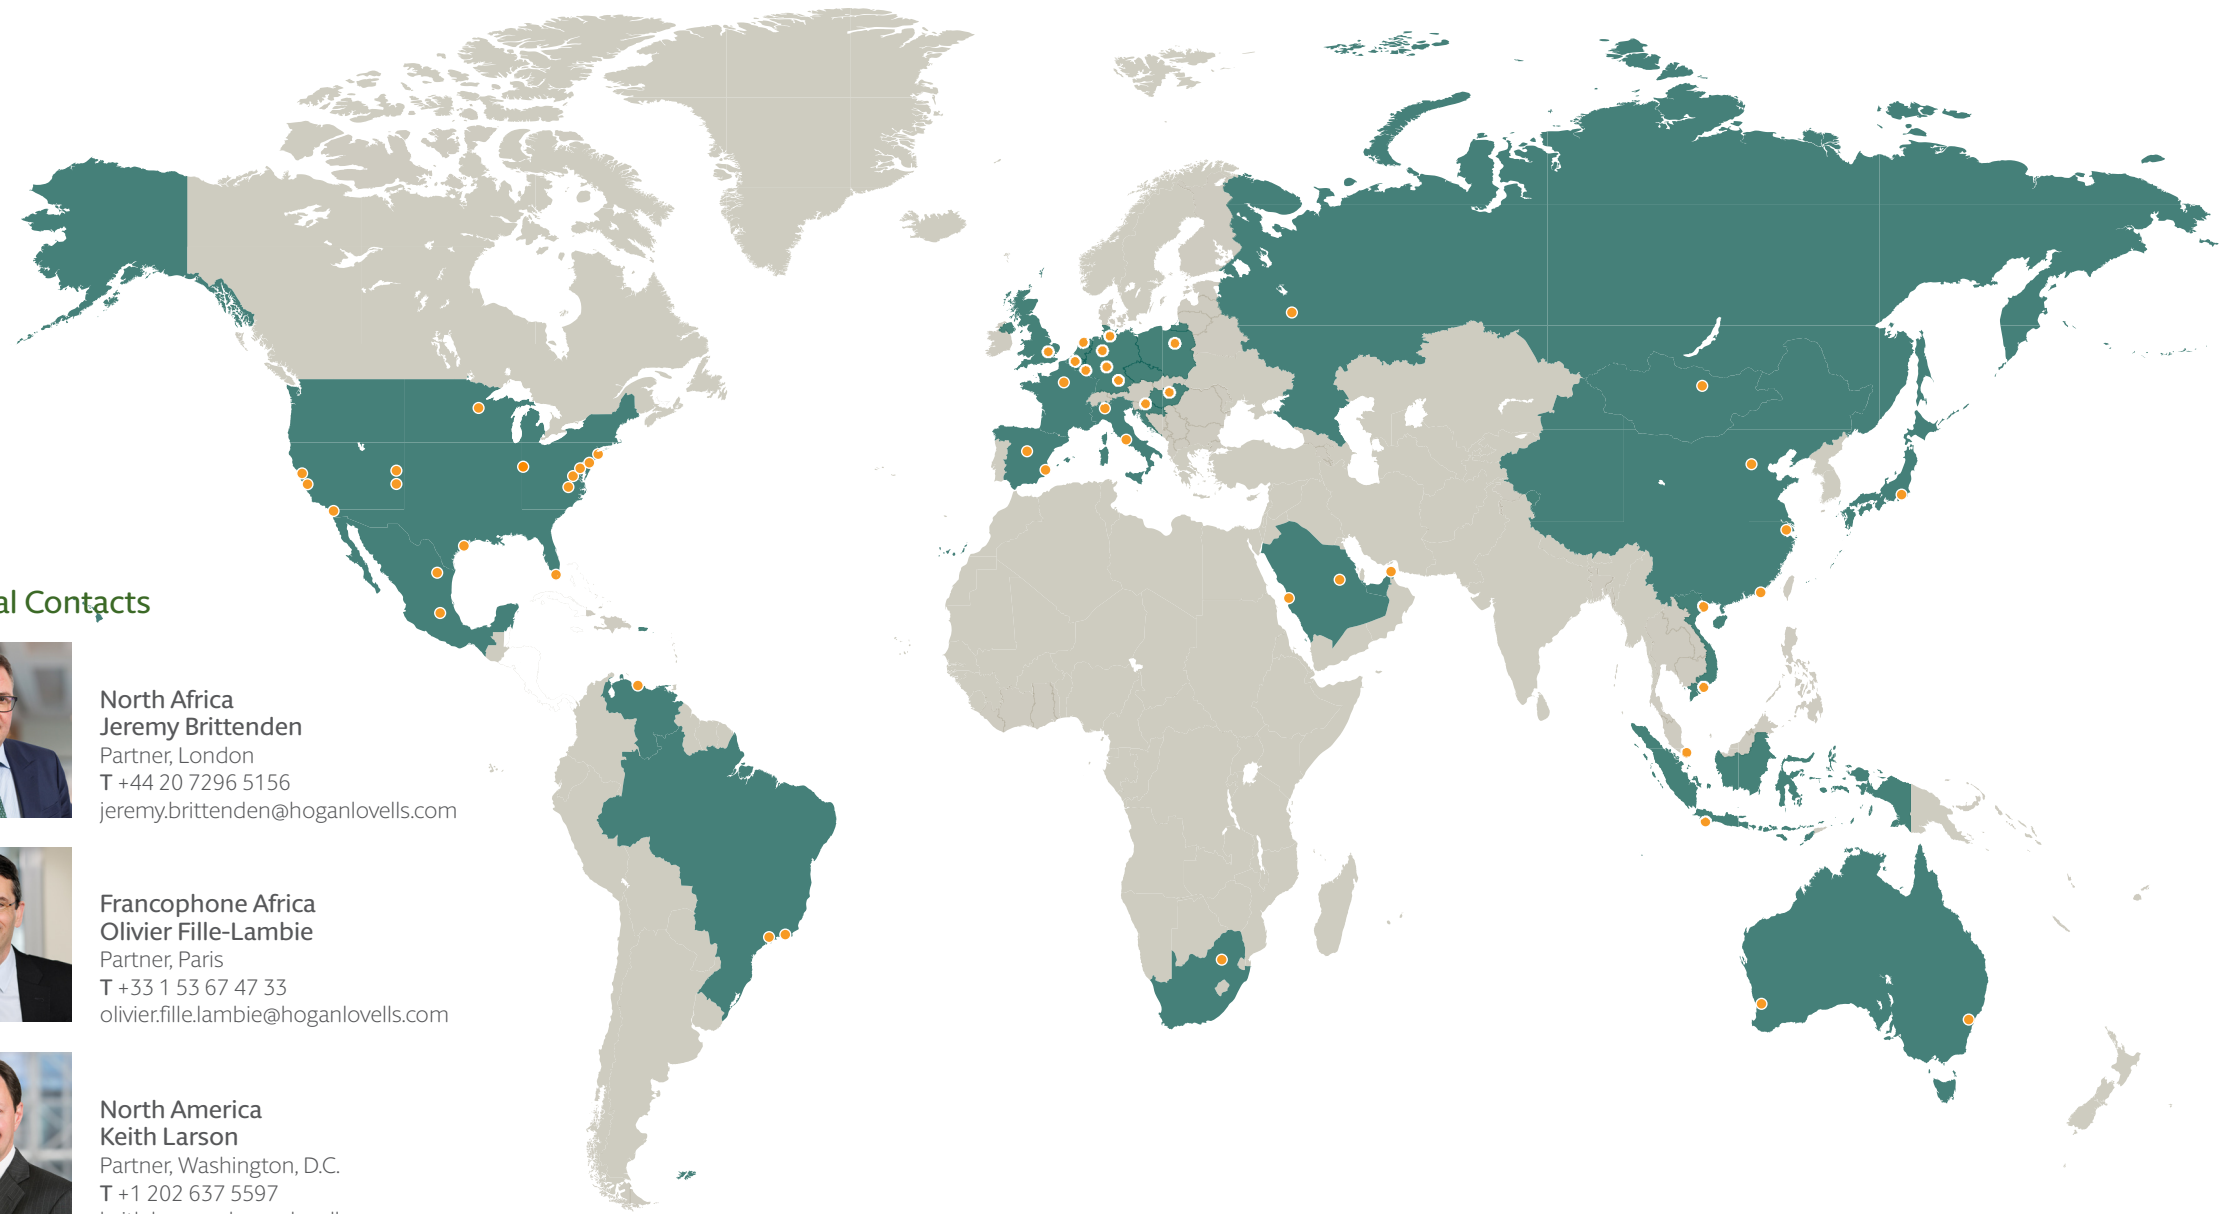 al Contacts
North Africa
Jeremy Brittenden
Partner, London
T +44 20 7296 5156
jeremy.brittenden@hoganlovells.com
Francophone Africa
Olivier Fille-Lambie
Partner, Paris
T +33 1 53 67 47 33
olivier.fille.lambie@hoganlovells.com
North America
Keith Larson
Partner, Washington, D.C.
T +1 202 637 5597